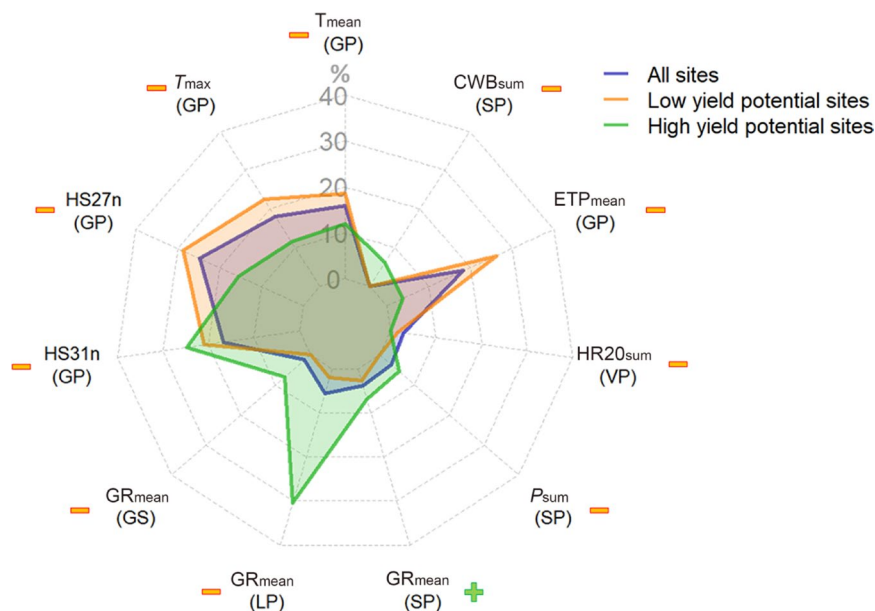 Tmean
(GP)
CWBsum
(SP)
ETPmean
(GP)
HR20sum
(VP)
Psum
(SP)
GRmean
(SP)
GRmean
(LP)
GRmean
(GS)
HS31n
(GP)
HS27n
(GP)
Tmax
(GP)
%
40
30
20
10
0
All sites
Low yield potential sites
High yield potential sites